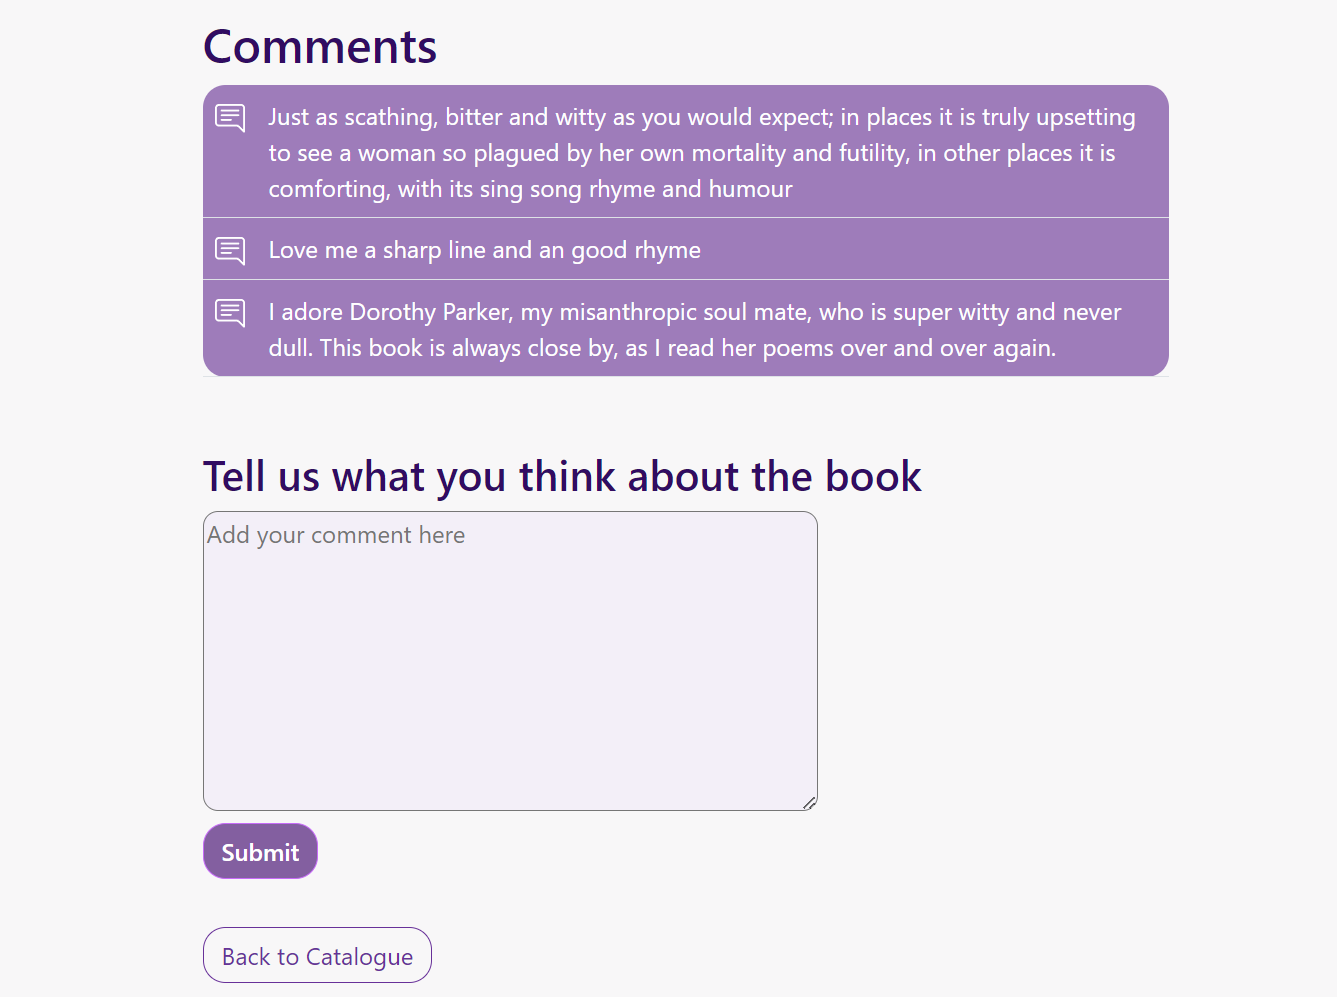 Comments
Just as scathing, bitter and witty as you would expect; in places it is truly upsetting
to see a woman so plagued by her own mortality and futility, in other places it is
comforting, with its sing song rhyme and humour
Love me a sharp line and an good rhyme
I adore Dorothy Parker, my misanthropic soul mate, who is super witty and never
dull. This book is always close by, as I read her poems over and over again.
Tell us what you think about the book
Add your comment here
Submit
Back to Catalogue